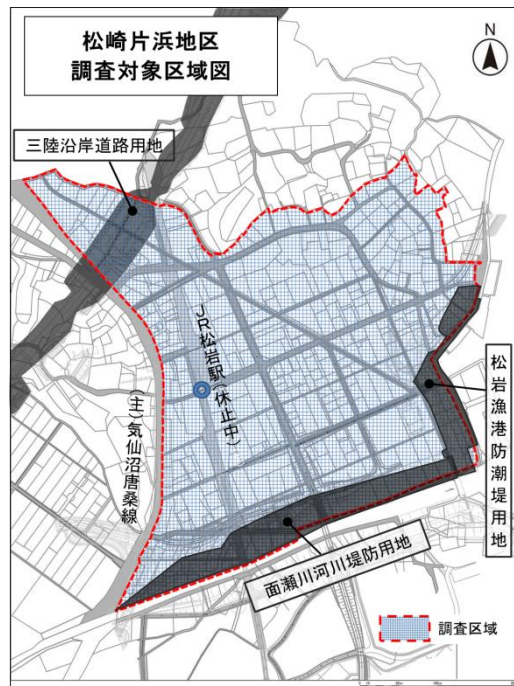 松崎片浜地区
調査対象区域図
N
三陸沿岸道路用地
JR松岩駅(休止中)
(主)気仙沼唐桑線
松岩漁港防潮堤用地
面瀬川河川堤防用地
調査区域